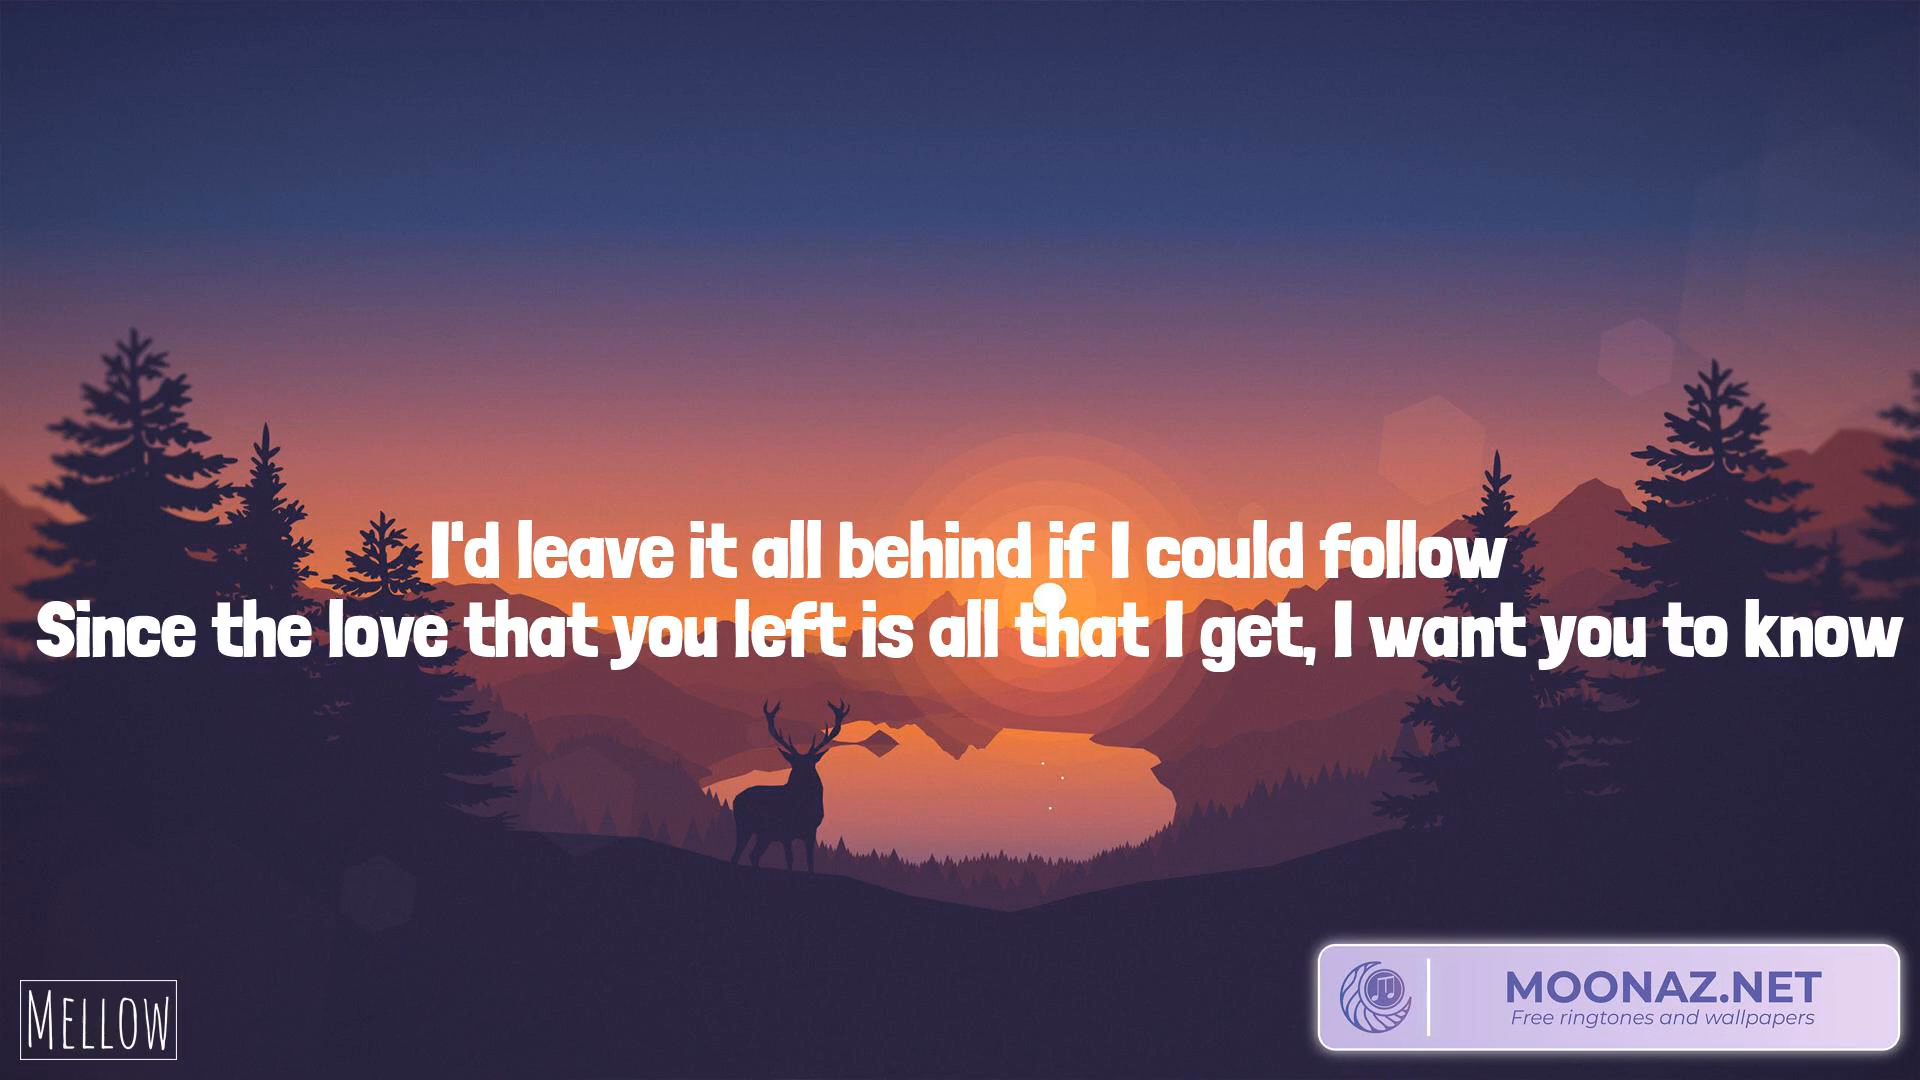 I'd leave it all behind if I could follow
Since the love that you left is all that I get, I want you to know
MELLOW
MOONAZ.NET
Free ringtones and wallpapers